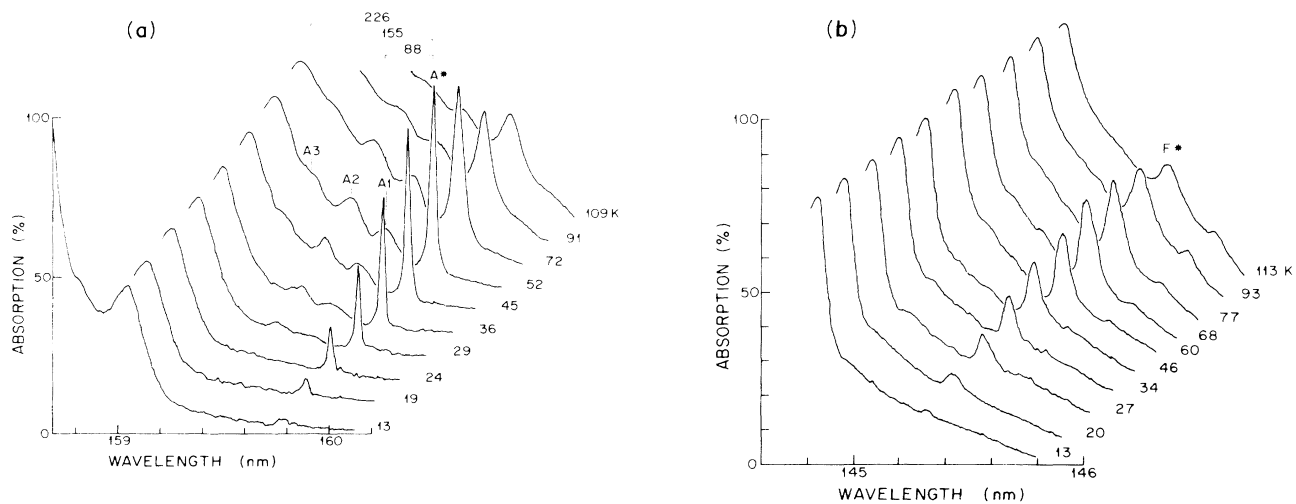 (a)
226
155
88
A*
A3
A2
A1
100
50
0
ABSORPTION (%)
109 K
91
72
52
45
36
29
24
19
13
159
160
WAVELENGTH (nm)
(b)
F*
100
50
0
ABSORPTION (%)
113 K
93
77
68
60
46
34
27
20
13
145
146
WAVELENGTH (nm)